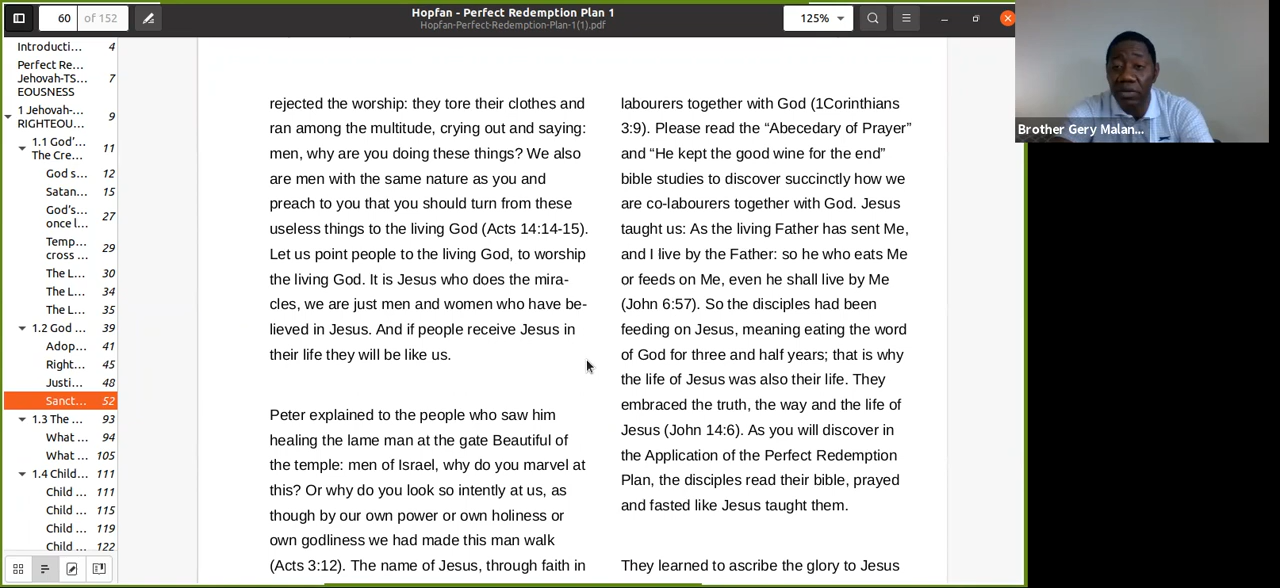 60
of 152
Hopfan - Perfect Redemption Plan 1
Hopfan-Perfect-Redemption-Plan-1(1).pdf
125%
Introducti... 4
Perfect Re...
Jehovah-TS... 7
EOUSNESS
1 Jehovah-... 9
RIGHTEOU...
1.1 God'... 11
The Cre...
God s... 12
Satan... 15
God's... 27
once l...
Temp... 29
cross ...
The L... 30
The L... 34
The L... 35
1.2 God ... 39
Adop... 41
Right... 45
Justi... 48
Sanct... 52
1.3 The ... 93
What ... 94
What ... 105
1.4 Child... 111
Child ... 111
Child ... 115
Child ... 119
Child ... 122
rejected the worship: they tore their clothes and
ran among the multitude, crying out and saying:
men, why are you doing these things? We also
are men with the same nature as you and
preach to you that you should turn from these
useless things to the living God (Acts 14:14-15).
Let us point people to the living God, to worship
the living God. It is Jesus who does the mira-
cles, we are just men and women who have be-
lieved in Jesus. And if people receive Jesus in
their life they will be like us.
Peter explained to the people who saw him
healing the lame man at the gate Beautiful of
the temple: men of Israel, why do you marvel at
this? Or why do you look so intently at us, as
though by our own power or own holiness or
own godliness we had made this man walk
(Acts 3:12). The name of Jesus, through faith in
labourers together with God (1Corinthians
3:9). Please read the “Abecedary of Prayer”
and “He kept the good wine for the end”
bible studies to discover succinctly how we
are co-labourers together with God. Jesus
taught us: As the living Father has sent Me,
and I live by the Father: so he who eats Me
or feeds on Me, even he shall live by Me
(John 6:57). So the disciples had been
feeding on Jesus, meaning eating the word
of God for three and half years; that is why
the life of Jesus was also their life. They
embraced the truth, the way and the life of
Jesus (John 14:6). As you will discover in
the Application of the Perfect Redemption
Plan, the disciples read their bible, prayed
and fasted like Jesus taught them.
They learned to ascribe the glory to Jesus
Brother Gery Malan...